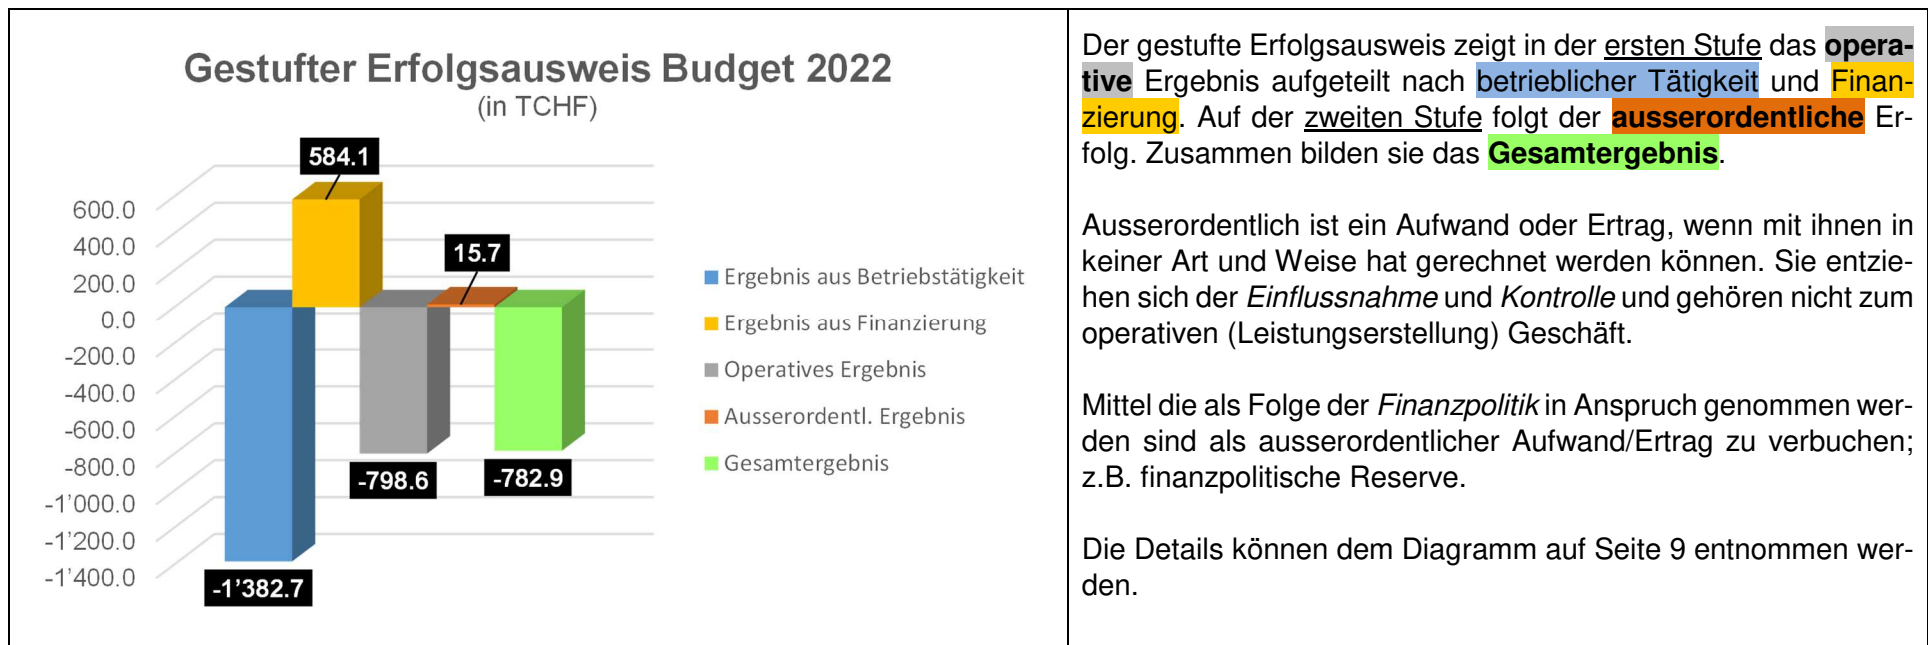 Gestufter Erfolgsausweis Budget 2022
(in TCHF)
584.1
15.7
600.0
400.0
200.0
0.0
-200.0
-400.0
-600.0
-800.0
-1’000.0
-1’200.0
-1’400.0
-798.6
-782.9
-1’382.7
Ergebnis aus Betriebstätigkeit
Ergebnis aus Finanzierung
Operatives Ergebnis
Ausserordentl. Ergebnis
Gesamtergebnis
Der gestufte Erfolgsausweis zeigt in der ersten Stufe das opera-
tive Ergebnis aufgeteilt nach betrieblicher Tätigkeit und Finan-
zierung. Auf der zweiten Stufe folgt der ausserordentliche Er-
folg. Zusammen bilden sie das Gesamtergebnis.
Ausserordentlich ist ein Aufwand oder Ertrag, wenn mit ihnen in
keiner Art und Weise hat gerechnet werden können. Sie entzie-
hen sich der Einflussnahme und Kontrolle und gehören nicht zum
operativen (Leistungserstellung) Geschäft.
Mittel die als Folge der Finanzpolitik in Anspruch genommen wer-
den sind als ausserordentlicher Aufwand/Ertrag zu verbuchen;
z.B. finanzpolitische Reserve.
Die Details können dem Diagramm auf Seite 9 entnommen wer-
den.